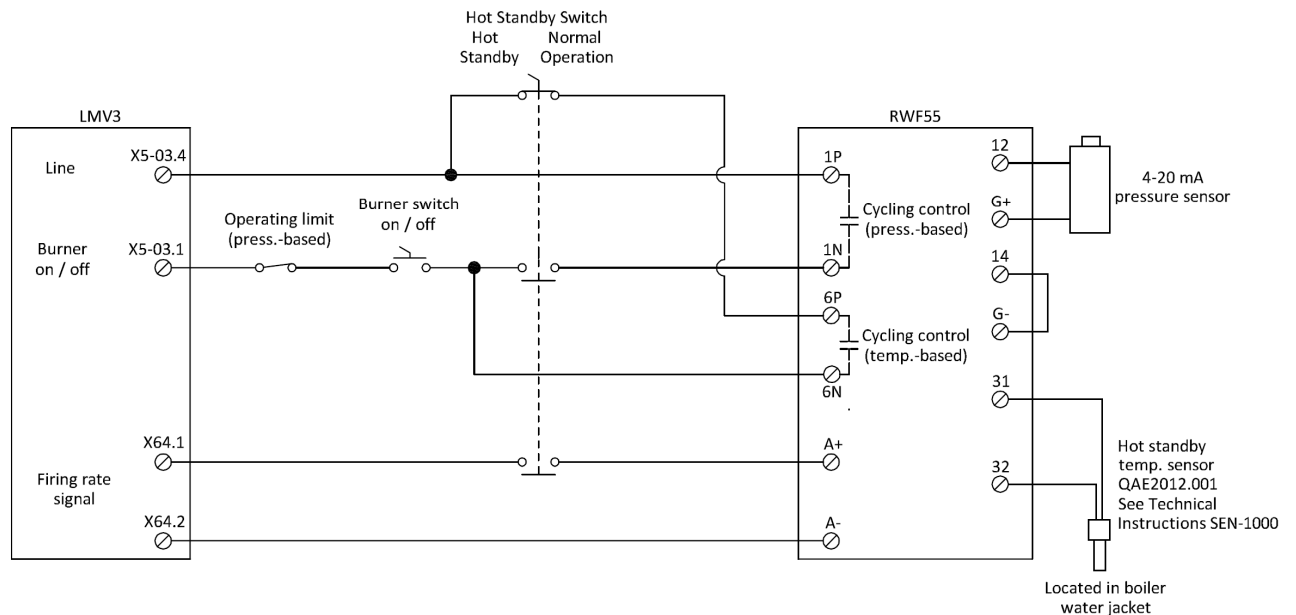 Hot Standby Switch
Hot Normal
Standby Operation
LMV3
RWF55
Line
X5-03.4
1P
12
4-20 mA
pressure sensor
Burner switch
on / off
Operating limit
(press.-based)
Cycling control
(press.-based)
G+
Burner
on / off
X5-03.1
1N
14
6P
G-
Cycling control
(temp.-based)
6N
31
X64.1
A+
Hot standby
temp. sensor
QAE2012.001
See Technical
Instructions SEN-1000
Firing rate
signal
32
X64.2
A-
Located in boiler
water jacket